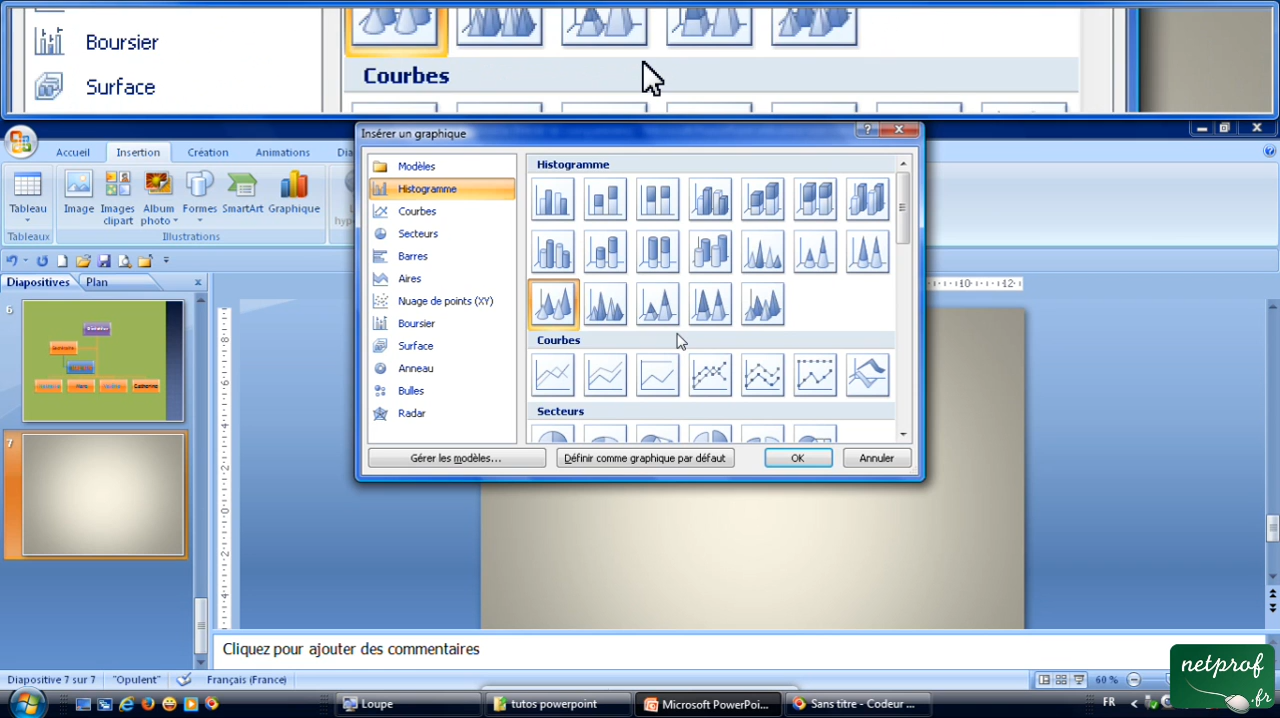 Boursier
Surface
Courbes
Insérer un graphique
Accueil
Insertion
Création
Animations
Tableau
Image
Images clipart
Album photo
Formes
SmartArt
Graphique
Tableaux
Illustrations
Modèles
Histogramme
Courbes
Secteurs
Barres
Aires
Nuage de points (XY)
Boursier
Surface
Anneau
Bulles
Radar
Histogramme
Courbes
Secteurs
Gérer les modèles...
Définir comme graphique par défaut
OK
Annuler
Diapositives
Plan
6
Catherine
7
Cliquez pour ajouter des commentaires
Diapositive 7 sur 7
"Opulent"
Français (France)
60 %
Loupe
tutos powerpoint
Microsoft PowerPoi...
Sans titre - Codeur ...
FR
netprof
.fr